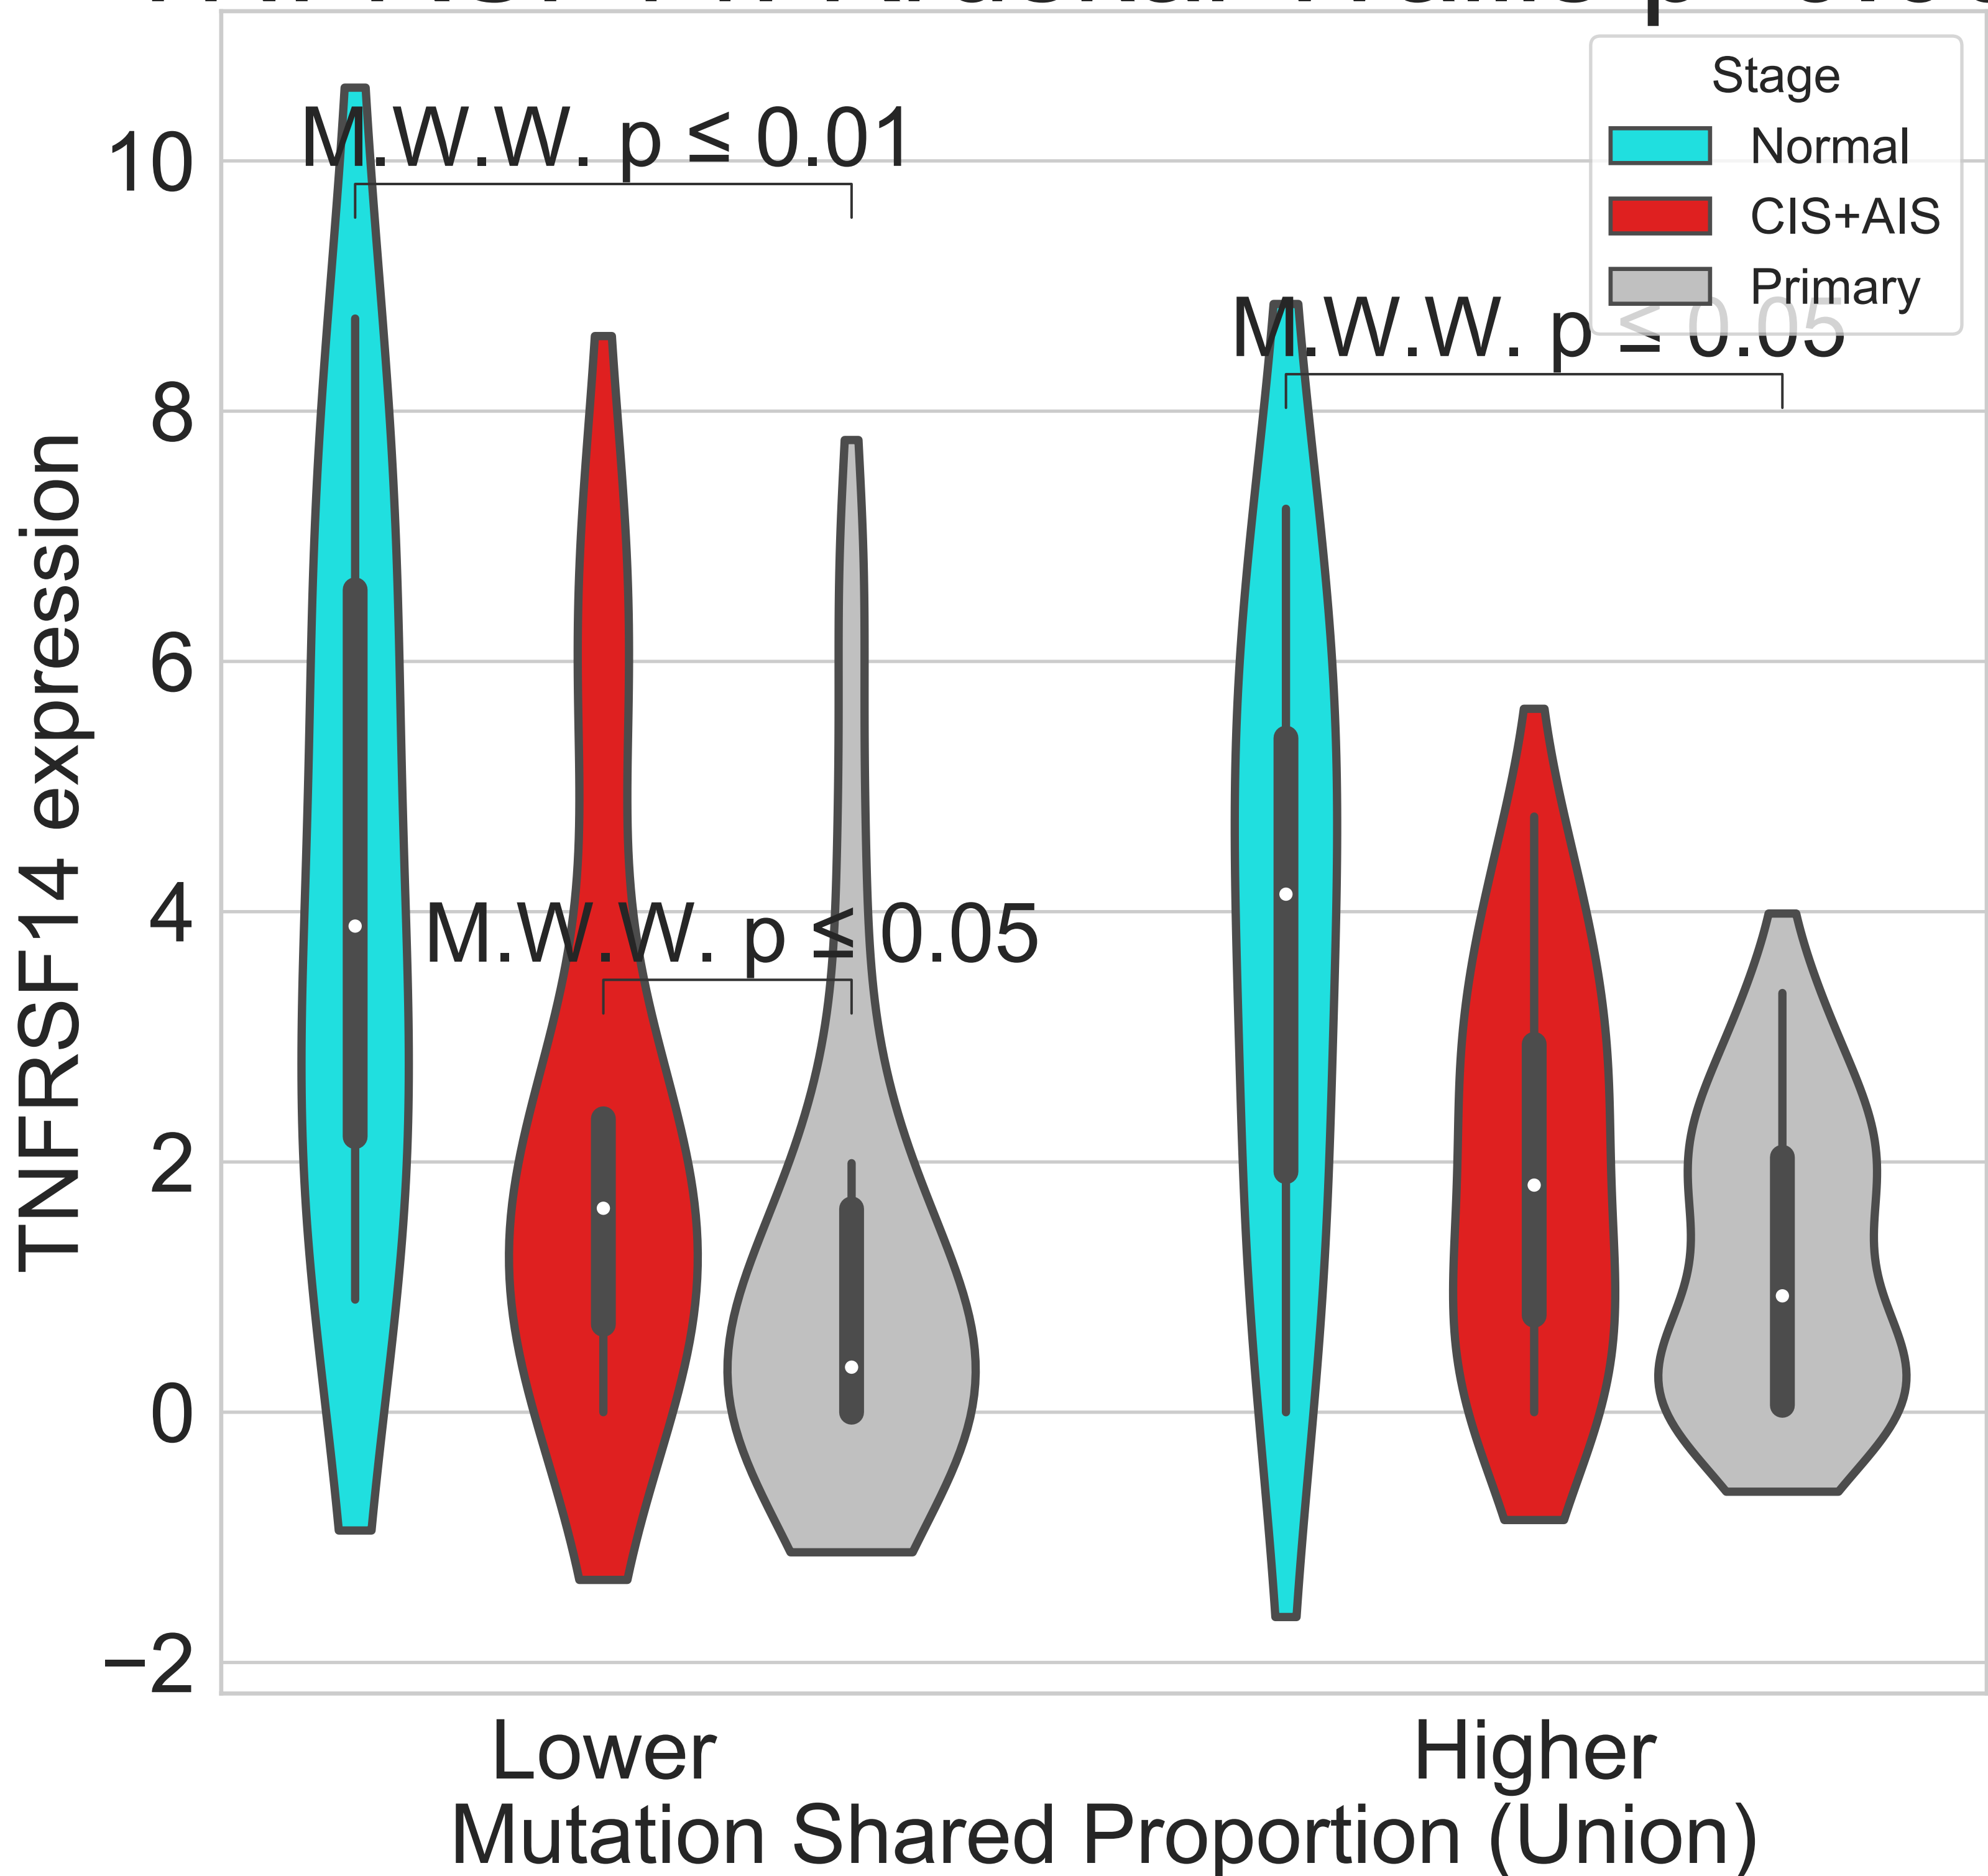 Stage
Normal
CIS+AIS
Primary
M.W.W. p ≤ 0.01
M.W.W. p ≤ 0.05
M.W.W. p ≤ 0.05
TNFRSF14 expression
10
8
6
4
2
0
−2
Lower
Higher
Mutation Shared Proportion (Union)